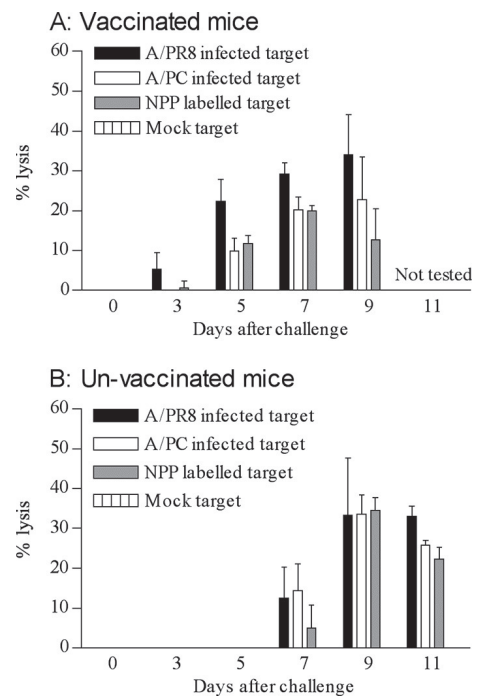 A: Vaccinated mice
60
50
40
30
20
10
0
% lysis
A/PR8 infected target
A/PC infected target
NPP labelled target
Mock target
Not tested
0 3 5 7 9 11
Days after challenge
B: Un-vaccinated mice
60
50
40
30
20
10
0
% lysis
A/PR8 infected target
A/PC infected target
NPP labelled target
Mock target
0 3 5 7 9 11
Days after challenge